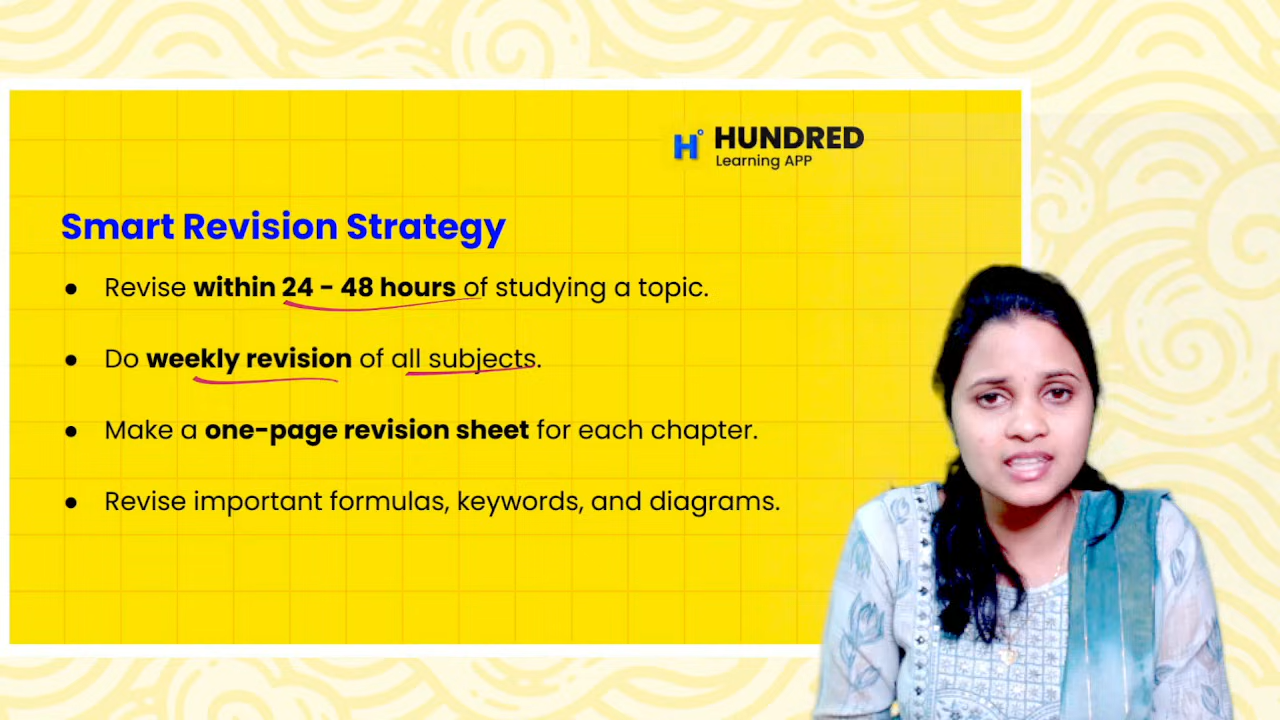 HUNDRED
Learning APP
Smart Revision Strategy
● Revise within 24 - 48 hours of studying a topic.
● Do weekly revision of all subjects.
● Make a one-page revision sheet for each chapter.
● Revise important formulas, keywords, and diagrams.